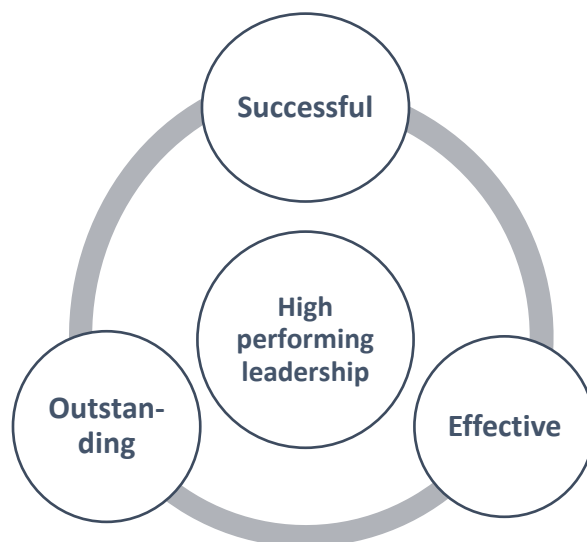 Successful
High
performing
leadership
Outstan-
ding
Effective